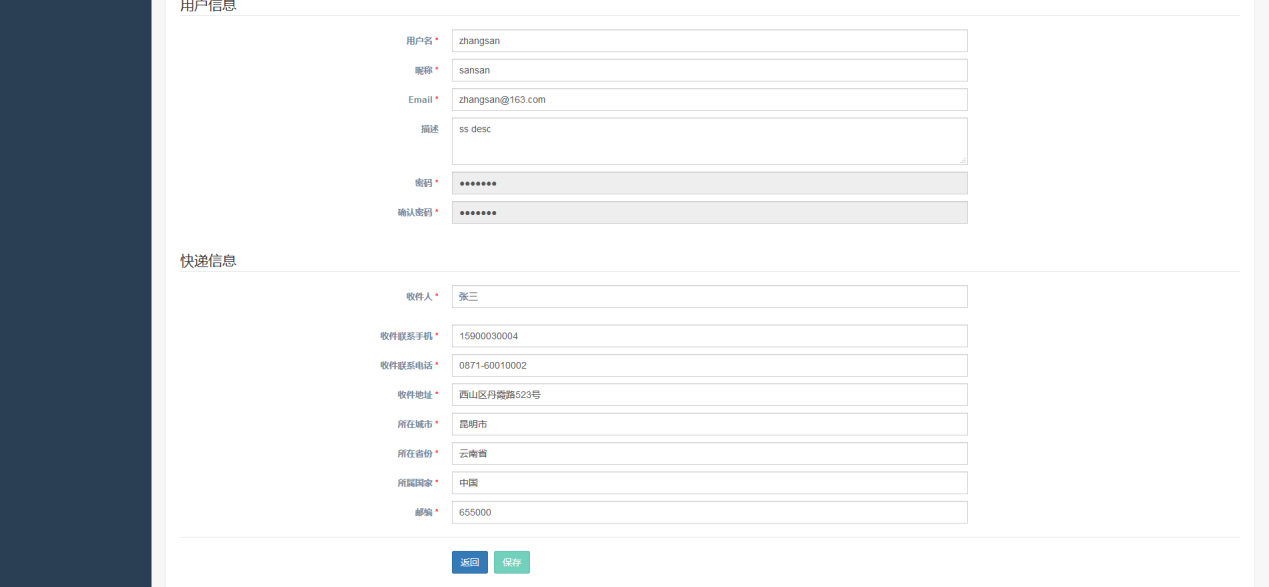 用户信息
用户名 * zhangsan
昵称 * sansan
Email * zhangsan@163.com
描述 ss desc
密码 * ●●●●●●●
确认密码 * ●●●●●●●
快递信息
收件人 * 张三
收件联系手机 * 15900030004
收件联系电话 * 0871-60010002
收件地址 * 西山区丹霞路523号
所在城市 * 昆明市
所在省份 * 云南省
所属国家 * 中国
邮编 * 655000
返回 保存